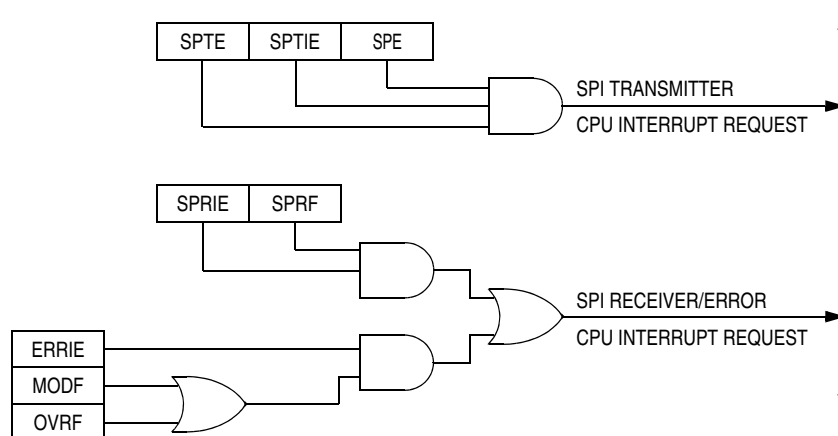 SPTE SPTIE SPE
SPI TRANSMITTER
CPU INTERRUPT REQUEST
SPRIE SPRF
SPI RECEIVER/ERROR
CPU INTERRUPT REQUEST
ERRIE
MODF
OVRF